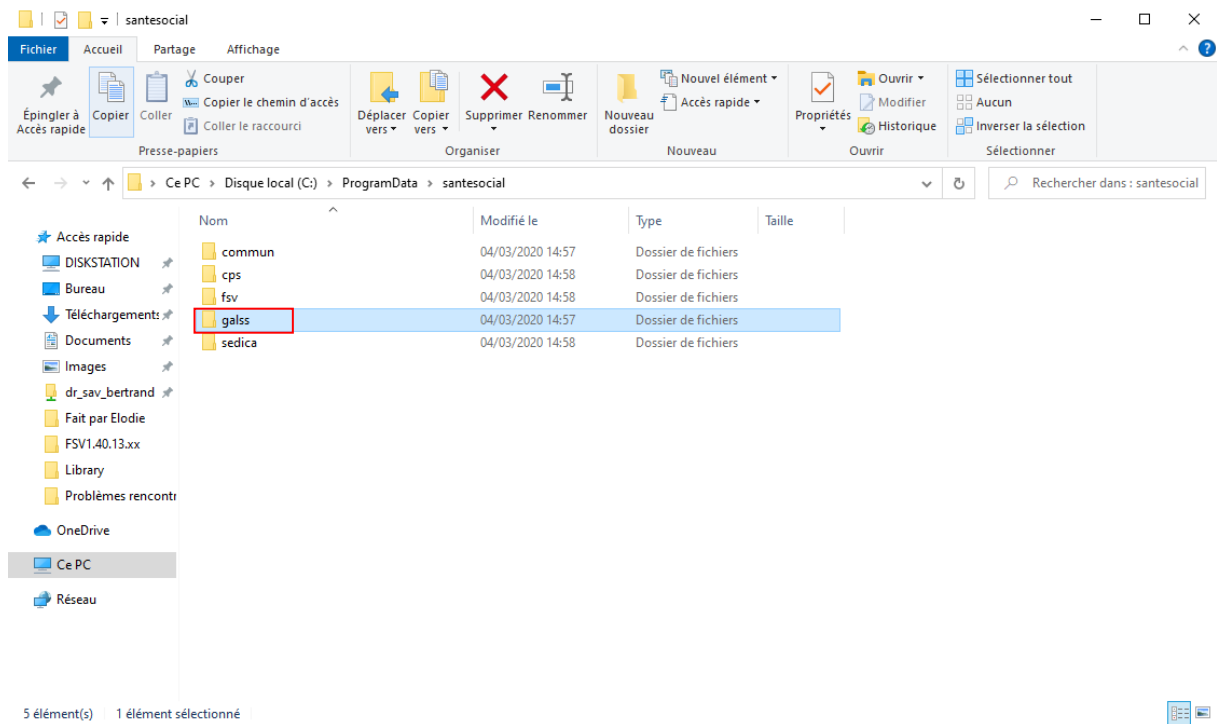 santesocial
Fichier Accueil Partage Affichage
Épingler à Accès rapide
Copier
Coller
Couper
Copier le chemin d'accès
Coller le raccourci
Presse-papiers
Déplacer vers
Copier vers
Supprimer
Renommer
Organiser
Nouveau dossier
Nouvel élément
Accès rapide
Nouveau
Propriétés
Ouvrir
Modifier
Historique
Ouvrir
Sélectionner tout
Aucun
Inverser la sélection
Sélectionner
Ce PC > Disque local (C:) > ProgramData > santesocial
Rechercher dans : santesocial
Accès rapide
DISKSTATION
Bureau
Téléchargements
Documents
Images
dr_sav_bertrand
Fait par Elodie
FSV1.40.13.xx
Library
Problèmes rencontr
OneDrive
Ce PC
Réseau
Nom Modifié le Type Taille
commun 04/03/2020 14:57 Dossier de fichiers
cps 04/03/2020 14:58 Dossier de fichiers
fsv 04/03/2020 14:58 Dossier de fichiers
galss 04/03/2020 14:57 Dossier de fichiers
sedica 04/03/2020 14:58 Dossier de fichiers
5 élément(s) 1 élément sélectionné